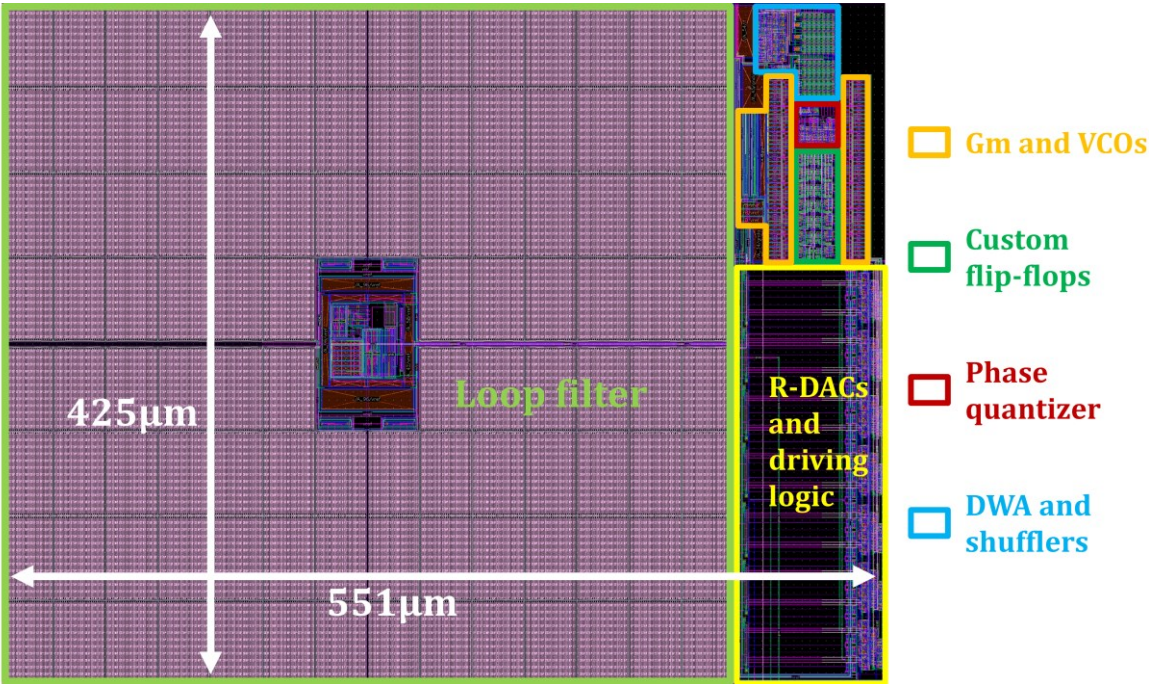 Gm and VCOs
Custom
flip-flops
Loop filter
425µm
R-DACs
and
driving
logic
Phase
quantizer
DWA and
shufflers
551µm